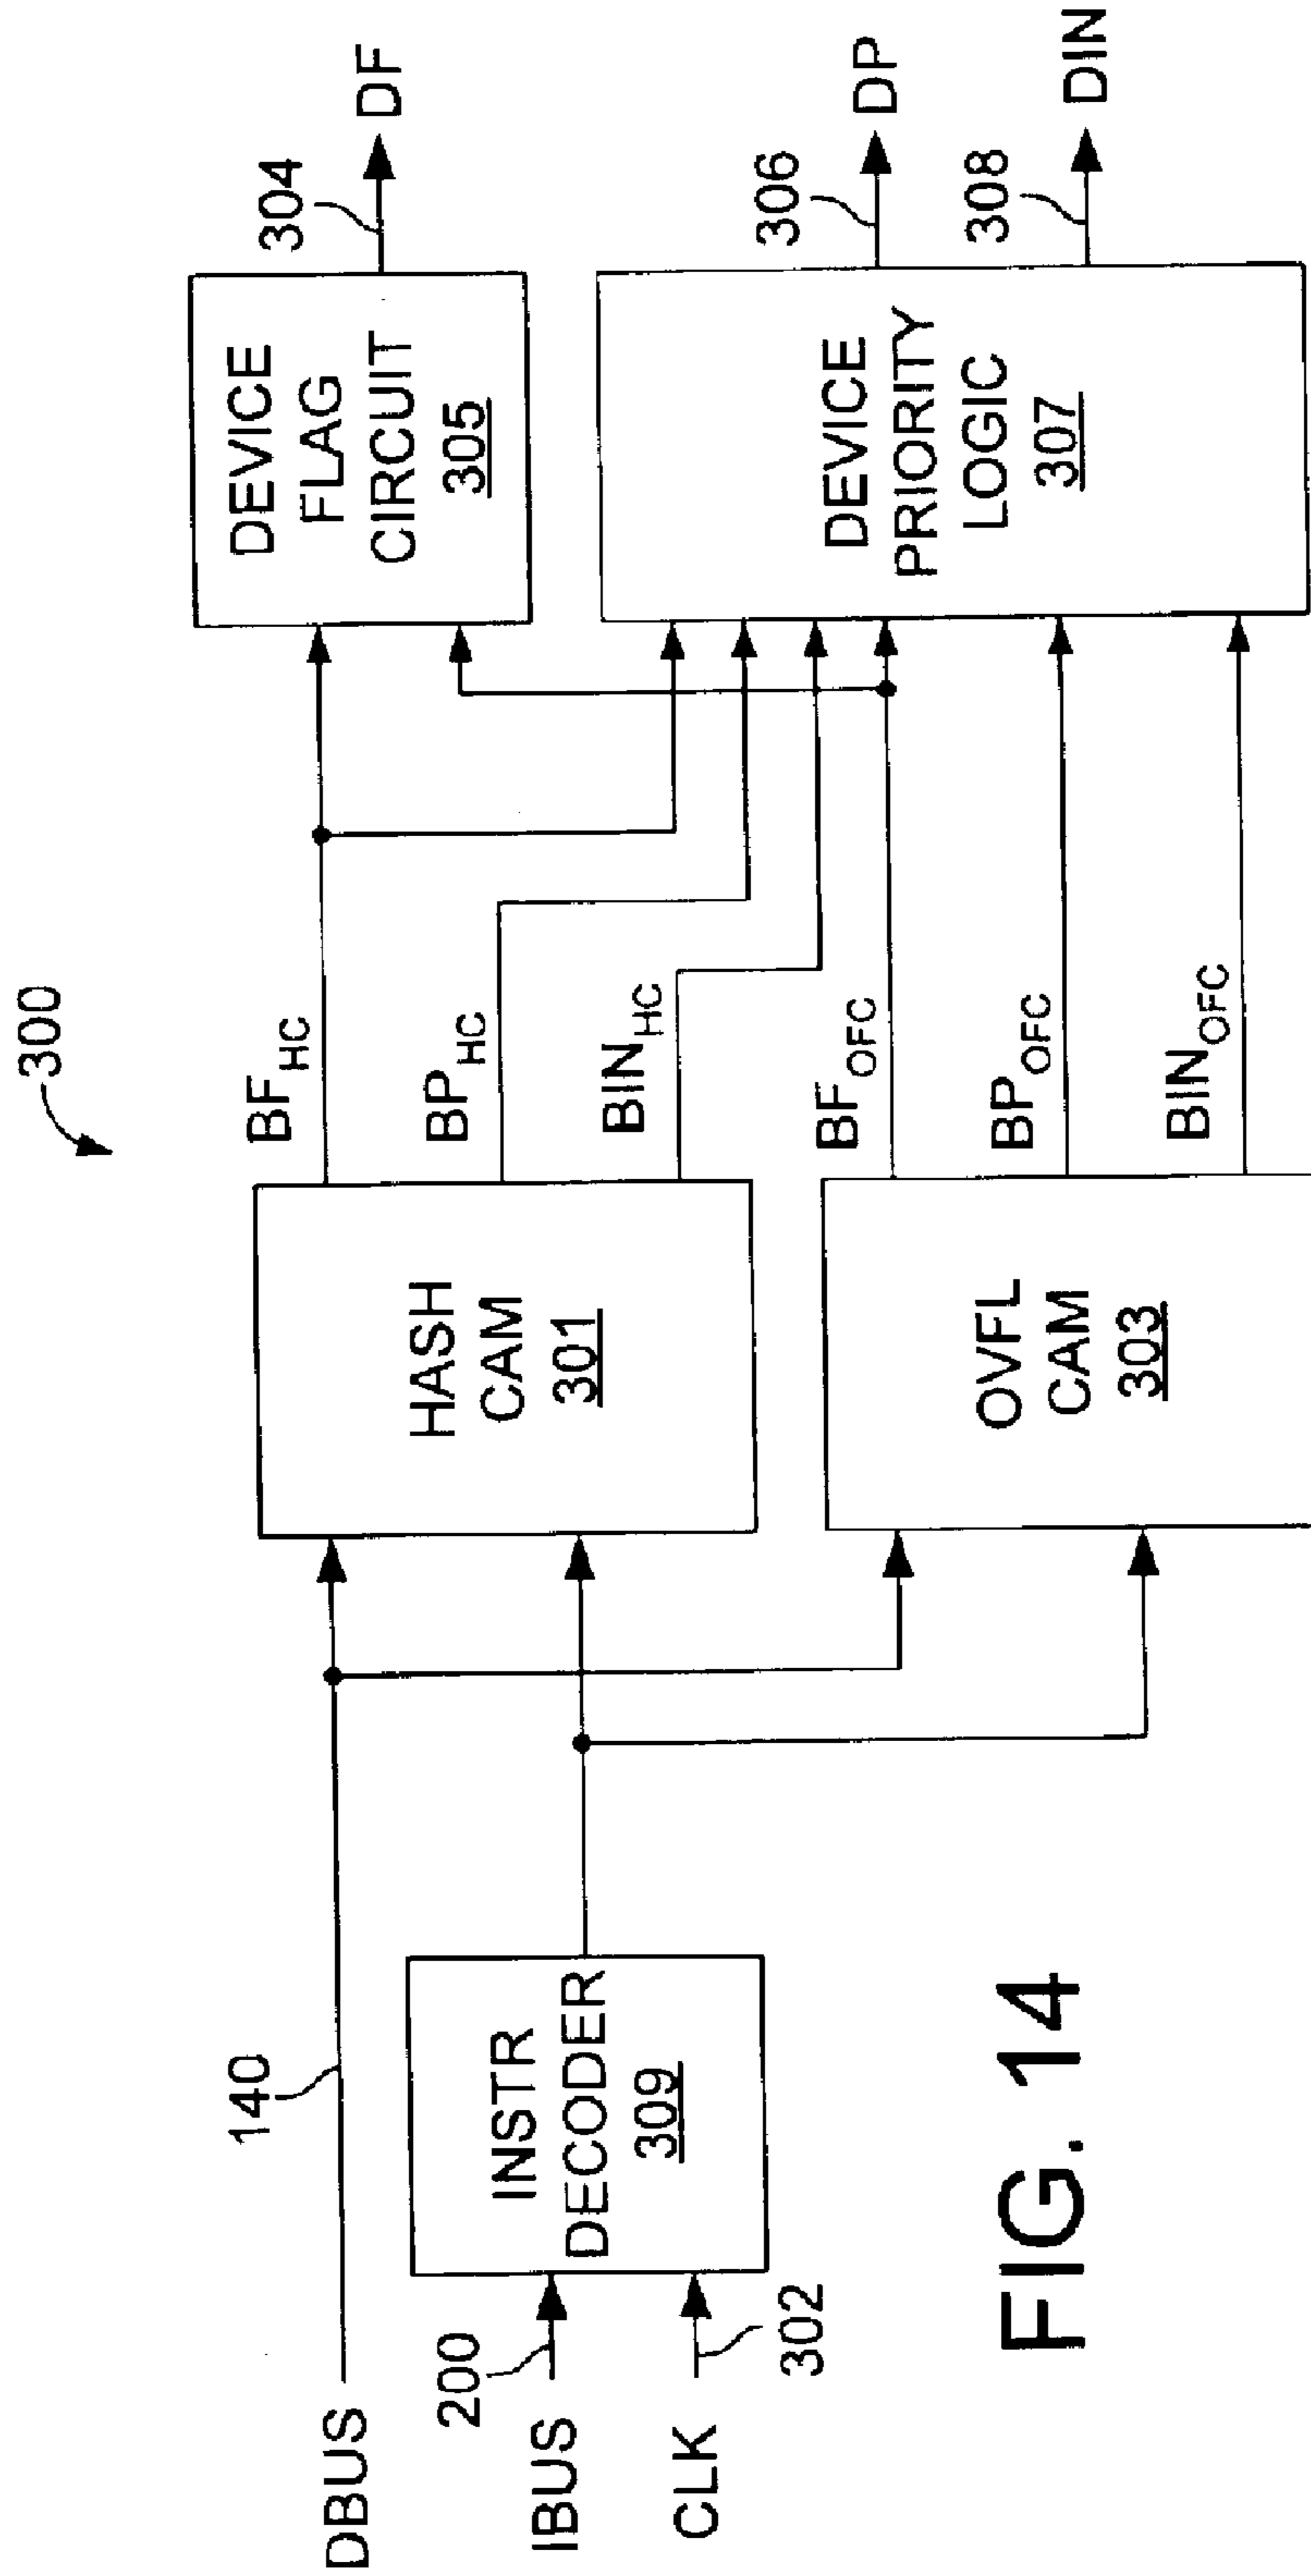 300
DBUS
140
IBUS
200
CLK
302
INSTR
DECODER
309
HASH
CAM
301
OVFL
CAM
303
BF_HC
BP_HC
BIN_HC
BF_OFC
BP_OFC
BIN_OFC
DEVICE
FLAG
CIRCUIT
305
DEVICE
PRIORITY
LOGIC
307
304
DF
306
DP
308
DIN
FIG. 14